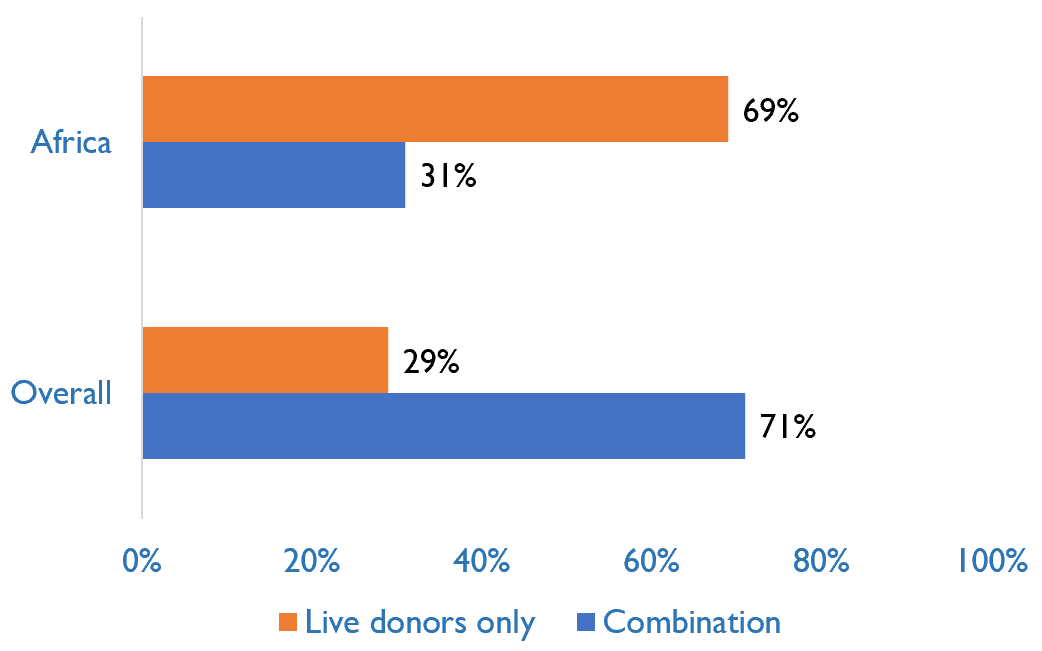 Africa
69%
31%
Overall
29%
71%
0% 20% 40% 60% 80% 100%
Live donors only Combination